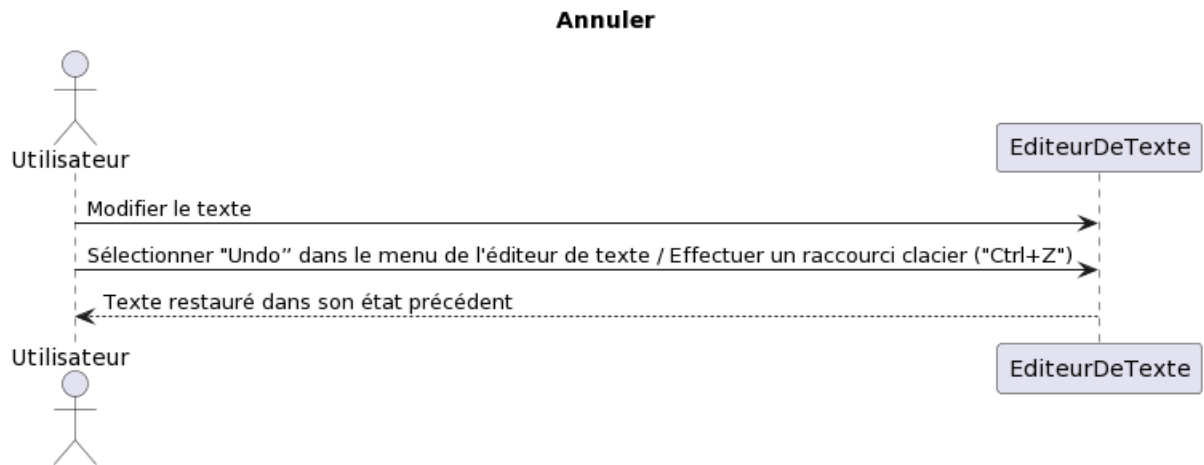 Annuler
Utilisateur
EditeurDeTexte
Modifier le texte
Sélectionner "Undo” dans le menu de l'éditeur de texte / Effectuer un raccourci clacier ("Ctrl+Z")
Texte restauré dans son état précédent
Utilisateur
EditeurDeTexte